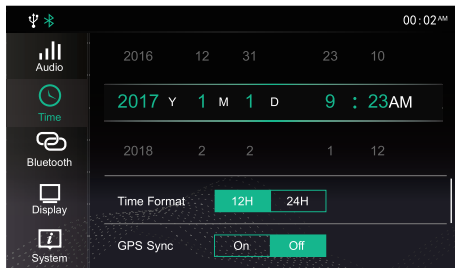 00:02AM
Audio
2016 12 31 23 10
Time
2017 Y 1 M 1 D 9 : 23AM
Bluetooth
2018 2 2 1 12
Display
Time Format 12H 24H
System
GPS Sync On Off